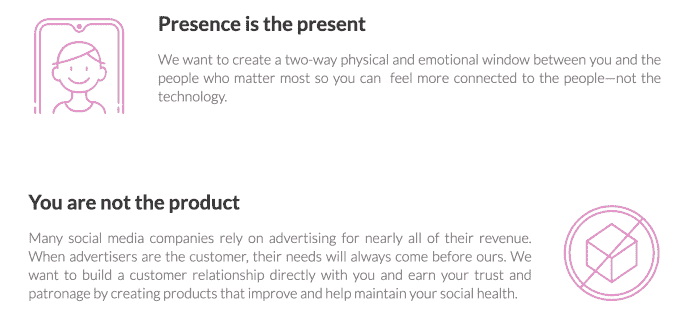 Presence is the present
We want to create a two-way physical and emotional window between you and the
people who matter most so you can  feel more connected to the people—not the
technology.
You are not the product
Many social media companies rely on advertising for nearly all of their revenue.
When advertisers are the customer, their needs will always come before ours. We
want to build a customer relationship directly with you and earn your trust and
patronage by creating products that improve and help maintain your social health.